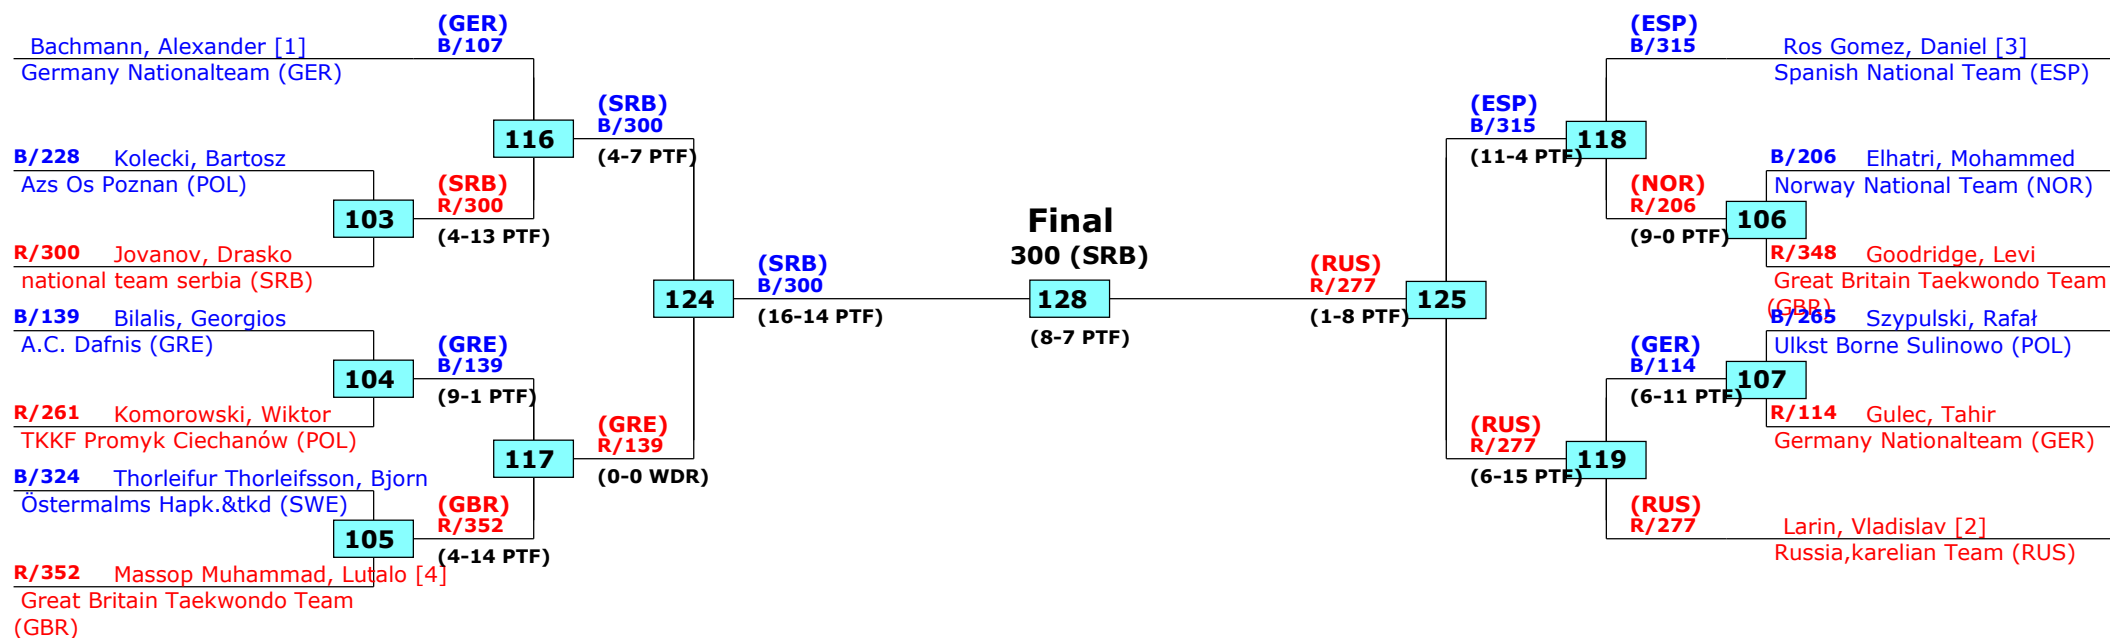 (GER)
B/107
Bachmann, Alexander [1]
Germany Nationalteam (GER)
116
(SRB)
B/300
(4-7 PTF)
B/228 Kolecki, Bartosz
Azs Os Poznan (POL)
103
(SRB)
R/300
(4-13 PTF)
R/300 Jovanov, Drasko
national team serbia (SRB)
124
(SRB)
B/300
(16-14 PTF)
B/139 Bilalis, Georgios
A.C. Dafnis (GRE)
104
(GRE)
B/139
(9-1 PTF)
R/261 Komorowski, Wiktor
TKKF Promyk Ciechanów (POL)
117
(GRE)
R/139
(0-0 WDR)
B/324 Thorleifur Thorleifsson, Bjorn
Östermalms Hapk.&tkd (SWE)
105
(GBR)
R/352
(4-14 PTF)
R/352 Massop Muhammad, Lutalo [4]
Great Britain Taekwondo Team
(GBR)
Final
300 (SRB)
128
(8-7 PTF)
(RUS)
R/277
(1-8 PTF)
125
(ESP)
B/315
(11-4 PTF)
118
(ESP)
B/315
Ros Gomez, Daniel [3]
Spanish National Team (ESP)
(NOR)
R/206
(9-0 PTF)
106
B/206 Elhatri, Mohammed
Norway National Team (NOR)
R/348 Goodridge, Levi
Great Britain Taekwondo Team
(GBR)
B/265 Szypulski, Rafał
Ulkst Borne Sulinowo (POL)
(GER)
B/114
(6-11 PTF)
107
R/114 Gulec, Tahir
Germany Nationalteam (GER)
(RUS)
R/277
(6-15 PTF)
119
(RUS)
R/277
Larin, Vladislav [2]
Russia,karelian Team (RUS)